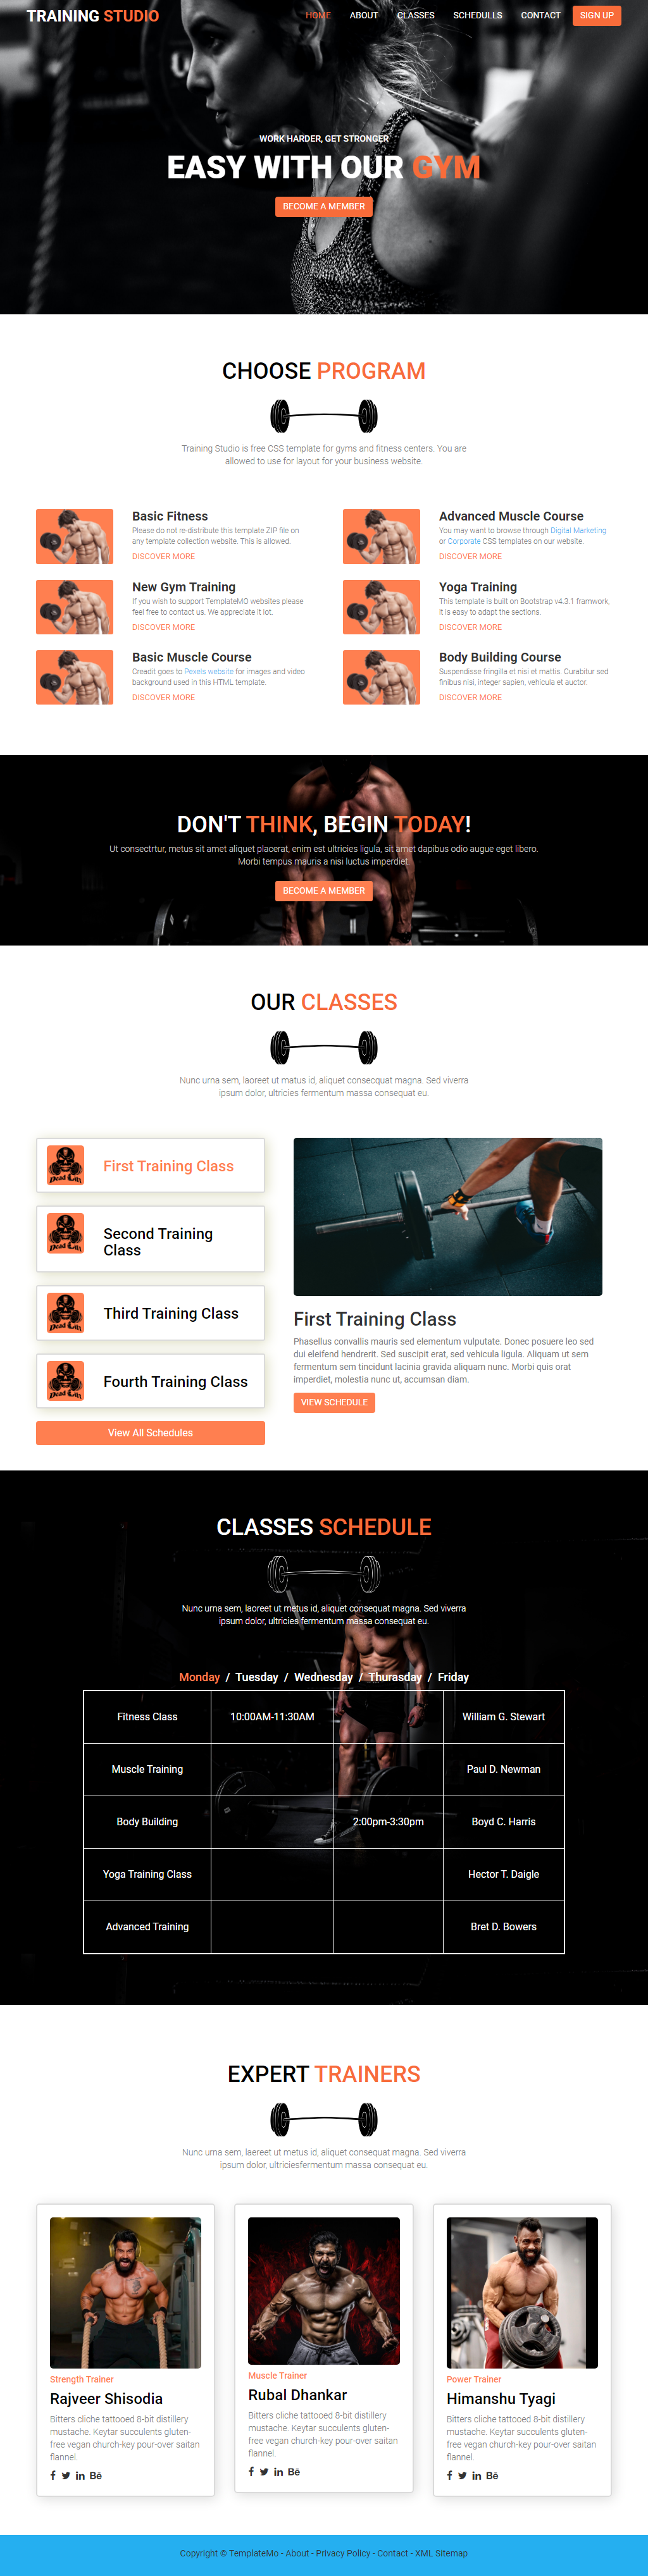 TRAINING STUDIO
HOME ABOUT CLASSES SCHEDULLS CONTACT SIGN UP
WORK HARDER, GET STRONGER
EASY WITH OUR GYM
BECOME A MEMBER
CHOOSE PROGRAM
Training Studio is free CSS template for gyms and fitness centers. You are
allowed to use for layout for your business website.
Basic Fitness
Please do not re-distribute this template ZIP file on
any template collection website. This is allowed.
DISCOVER MORE
Advanced Muscle Course
You may want to browse through Digital Marketing
or Corporate CSS templates on our website.
DISCOVER MORE
New Gym Training
If you wish to support TemplateMO websites please
feel free to contact us. We appreciate it lot.
DISCOVER MORE
Yoga Training
This template is built on Bootstrap v4.3.1 framwork,
It is easy to adapt the sections.
DISCOVER MORE
Basic Muscle Course
Creadit goes to Pexels website for images and video
background used in this HTML template.
DISCOVER MORE
Body Building Course
Suspendisse fringilla et nisi et mattis. Curabitur sed
finibus nisi, integer sapien, vehicula et auctor.
DISCOVER MORE
DON'T THINK, BEGIN TODAY!
Ut consectrtur, metus sit amet aliquet placerat, enim est ultricies ligula, sit amet dapibus odio augue eget libero.
Morbi tempus mauris a nisi luctus imperdiet.
BECOME A MEMBER
OUR CLASSES
Nunc urna sem, laoreet ut matus id, aliquet consecquat magna. Sed viverra
ipsum dolor, ultricies fermentum massa consequat eu.
First Training Class
Second Training
Class
Third Training Class
Fourth Training Class
View All Schedules
First Training Class
Phasellus convallis mauris sed elementum vulputate. Donec posuere leo sed
dui eleifend hendrerit. Sed suscipit erat, sed vehicula ligula. Aliquam ut sem
fermentum sem tincidunt lacinia gravida aliquam nunc. Morbi quis orat
imperdiet, molestia nunc ut, accumsan diam.
VIEW SCHEDULE
CLASSES SCHEDULE
Nunc urna sem, laoreet ut metus id, aliquet consequat magna. Sed viverra
ipsum dolor, ultricies fermentum massa consequat eu.
Monday / Tuesday / Wednesday / Thurasday / Friday
Fitness Class 10:00AM-11:30AM William G. Stewart
Muscle Training Paul D. Newman
Body Building 2:00pm-3:30pm Boyd C. Harris
Yoga Training Class Hector T. Daigle
Advanced Training Bret D. Bowers
EXPERT TRAINERS
Nunc urna sem, laereet ut metus id, aliquet consequat magna. Sed viverra
ipsum dolor, ultriciesfermentum massa consequat eu.
Strength Trainer
Rajveer Shisodia
Bitters cliche tattooed 8-bit distillery
mustache. Keytar succulents gluten-
free vegan church-key pour-over saitan
flannel.
Bē
Muscle Trainer
Rubal Dhankar
Bitters cliche tattooed 8-bit distillery
mustache. Keytar succulents gluten-
free vegan church-key pour-over saitan
flannel.
Bē
Power Trainer
Himanshu Tyagi
Bitters cliche tattooed 8-bit distillery
mustache. Keytar succulents gluten-
free vegan church-key pour-over saitan
flannel.
Bē
Copyright © TemplateMo - About - Privacy Policy - Contact - XML Sitemap